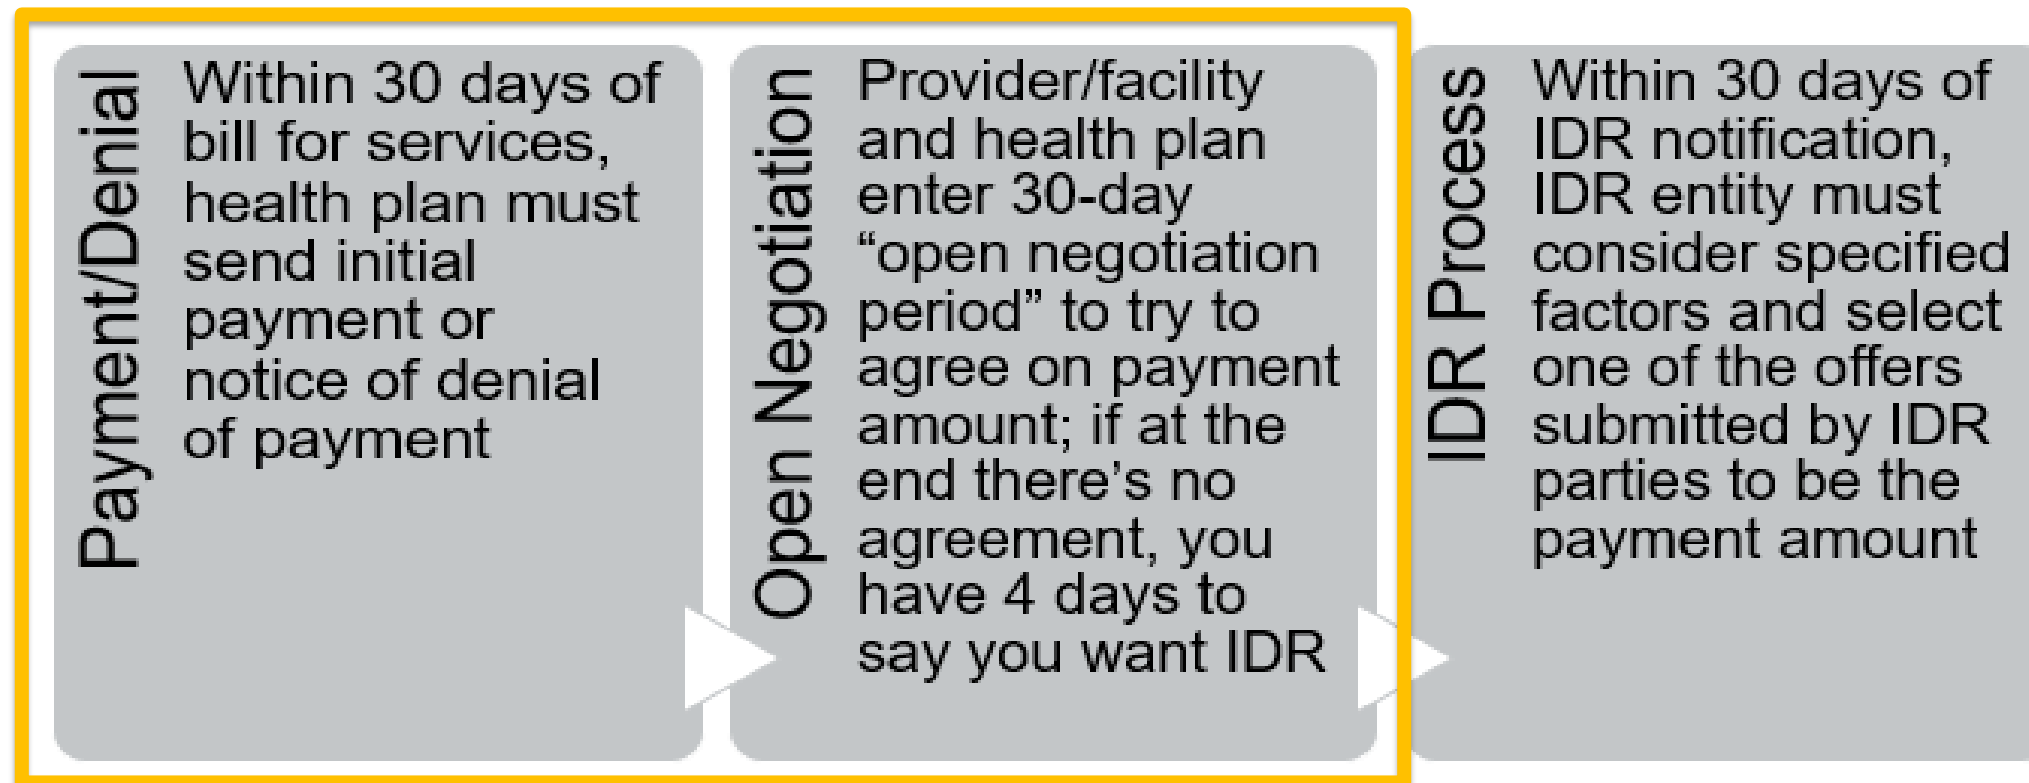 Payment/Denial
Within 30 days of
bill for services,
health plan must
send initial
payment or
notice of denial
of payment
Open Negotiation
Provider/facility
and health plan
enter 30-day
“open negotiation
period” to try to
agree on payment
amount; if at the
end there’s no
agreement, you
have 4 days to
say you want IDR
IDR Process
Within 30 days of
IDR notification,
IDR entity must
consider specified
factors and select
one of the offers
submitted by IDR
parties to be the
payment amount